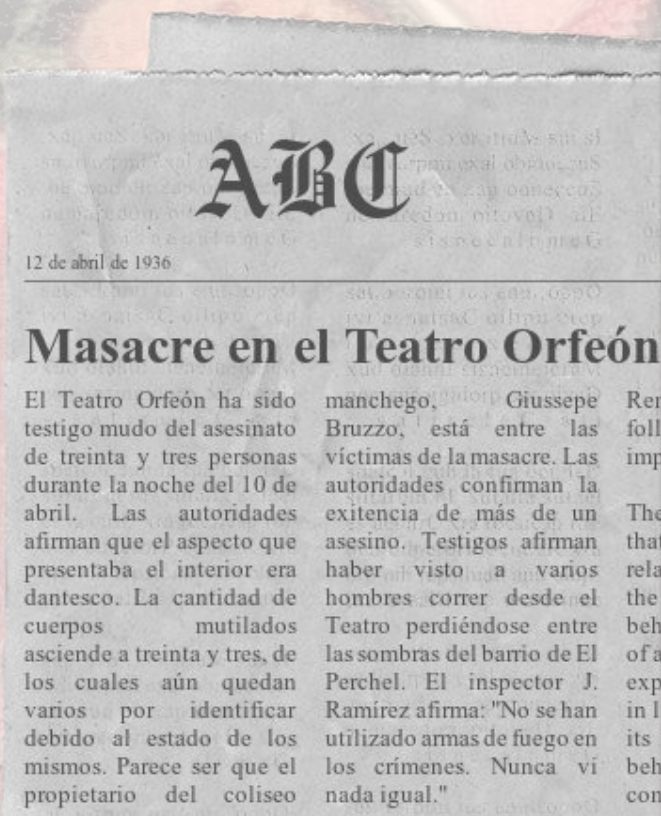 ABC
12 de abril de 1936
Masacre en el Teatro Orfeón
El Teatro Orfeón ha sido
testigo mudo del asesinato
de treinta y tres personas
durante la noche del 10 de
abril. Las autoridades
afirman que el aspecto que
presentaba el interior era
dantesco. La cantidad de
cuerpos mutilados
asciende a treinta y tres, de
los cuales aún quedan
varios por identificar
debido al estado de los
mismos. Parece ser que el
propietario del coliseo
manchego, Giussepe
Bruzzo, está entre las
víctimas de la masacre. Las
autoridades confirman la
exitencia de más de un
asesino. Testigos afirman
haber visto a varios
hombres correr desde el
Teatro perdiéndose entre
las sombras del barrio de El
Perchel. El inspector J.
Ramírez afirma: "No se han
utilizado armas de fuego en
los crímenes. Nunca ví
nada igual."
The
the
in
its